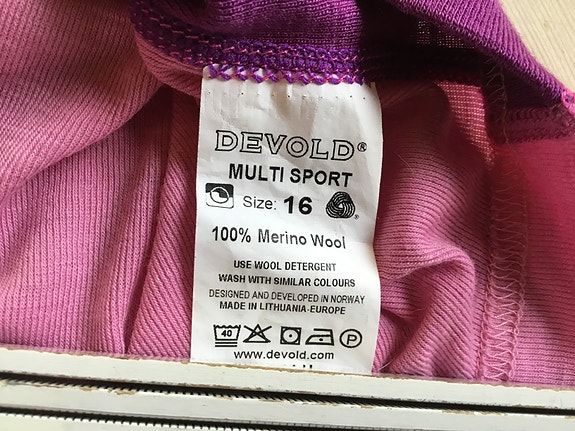 DEVOLD®
MULTI SPORT
Size: 16
100% Merino Wool
USE WOOL DETERGENT
WASH WITH SIMILAR COLOURS
DESIGNED AND DEVELOPED IN NORWAY
MADE IN LITHUANIA-EUROPE
40 P
www.devold.com